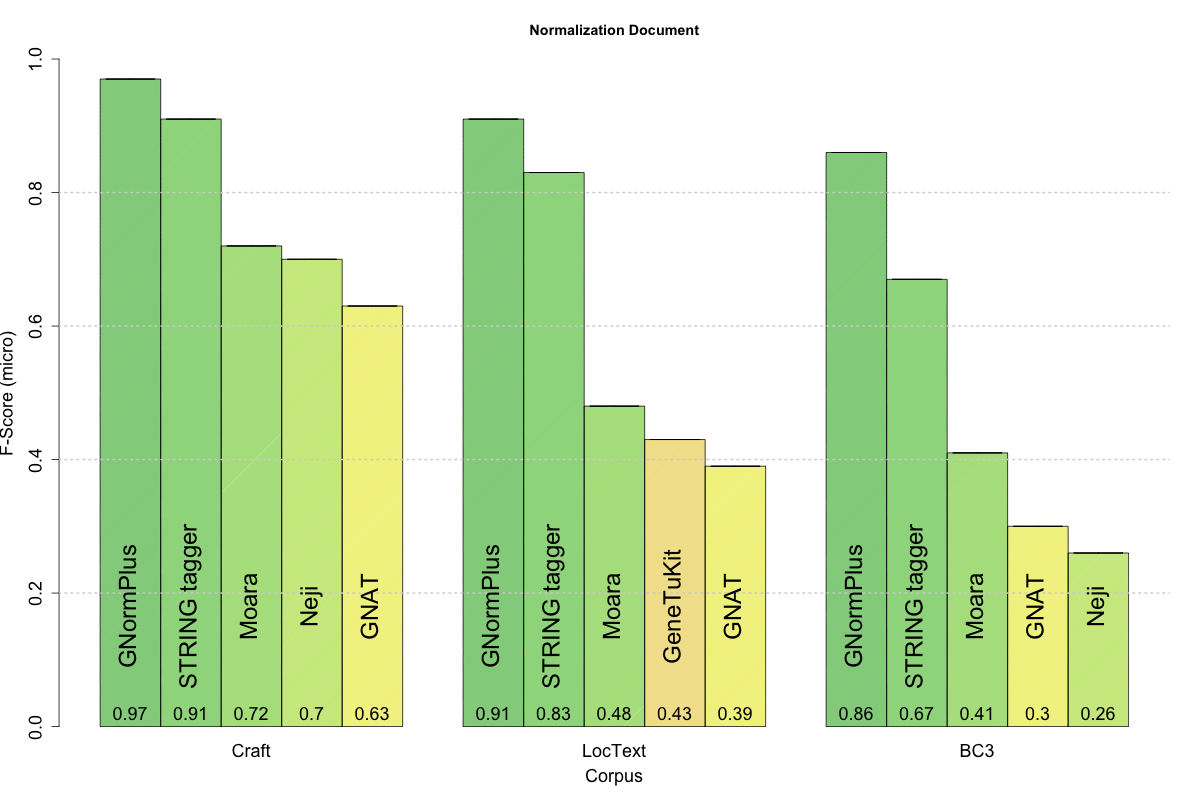 Normalization Document
F-Score (micro)
1.0
0.8
0.6
0.4
0.2
0.0
GNormPlus
STRING tagger
Moara
Neji
GNAT
0.97
0.91
0.72
0.7
0.63
Craft
GNormPlus
STRING tagger
Moara
GeneTuKit
GNAT
0.91
0.83
0.48
0.43
0.39
LocText
GNormPlus
STRING tagger
Moara
GNAT
Neji
0.86
0.67
0.41
0.3
0.26
BC3
Corpus